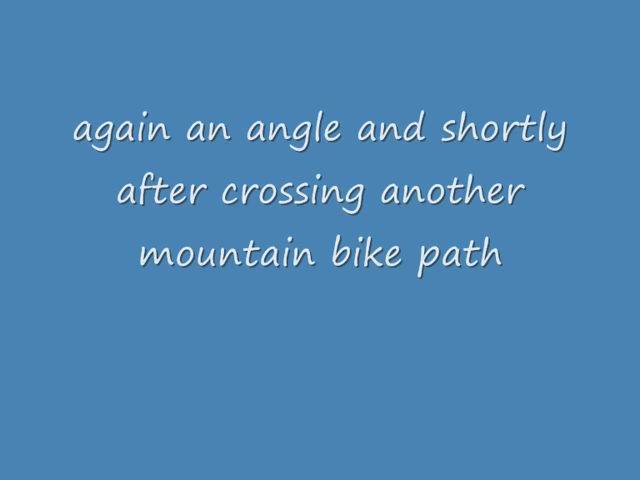 again an angle and shortly
after crossing another
mountain bike path